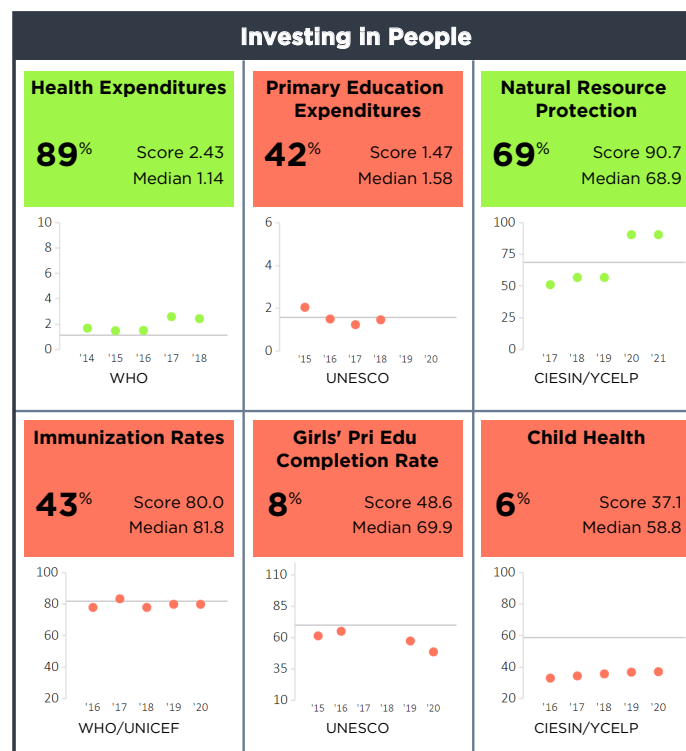 Investing in People
Health Expenditures
89%
Score 2.43
Median 1.14
10
8
6
4
2
0
'14 '15 '16 '17 '18
WHO
Primary Education
Expenditures
42%
Score 1.47
Median 1.58
6
4
2
0
'15 '16 '17 '18 '19 '20
UNESCO
Natural Resource
Protection
69%
Score 90.7
Median 68.9
100
75
50
25
0
'17 '18 '19 '20 '21
CIESIN/YCELP
Immunization Rates
43%
Score 80.0
Median 81.8
100
80
60
40
20
'16 '17 '18 '19 '20
WHO/UNICEF
Girls' Pri Edu
Completion Rate
8%
Score 48.6
Median 69.9
110
85
60
35
10
'15 '16 '17 '18 '19 '20
UNESCO
Child Health
6%
Score 37.1
Median 58.8
100
80
60
40
20
'16 '17 '18 '19 '20
CIESIN/YCELP